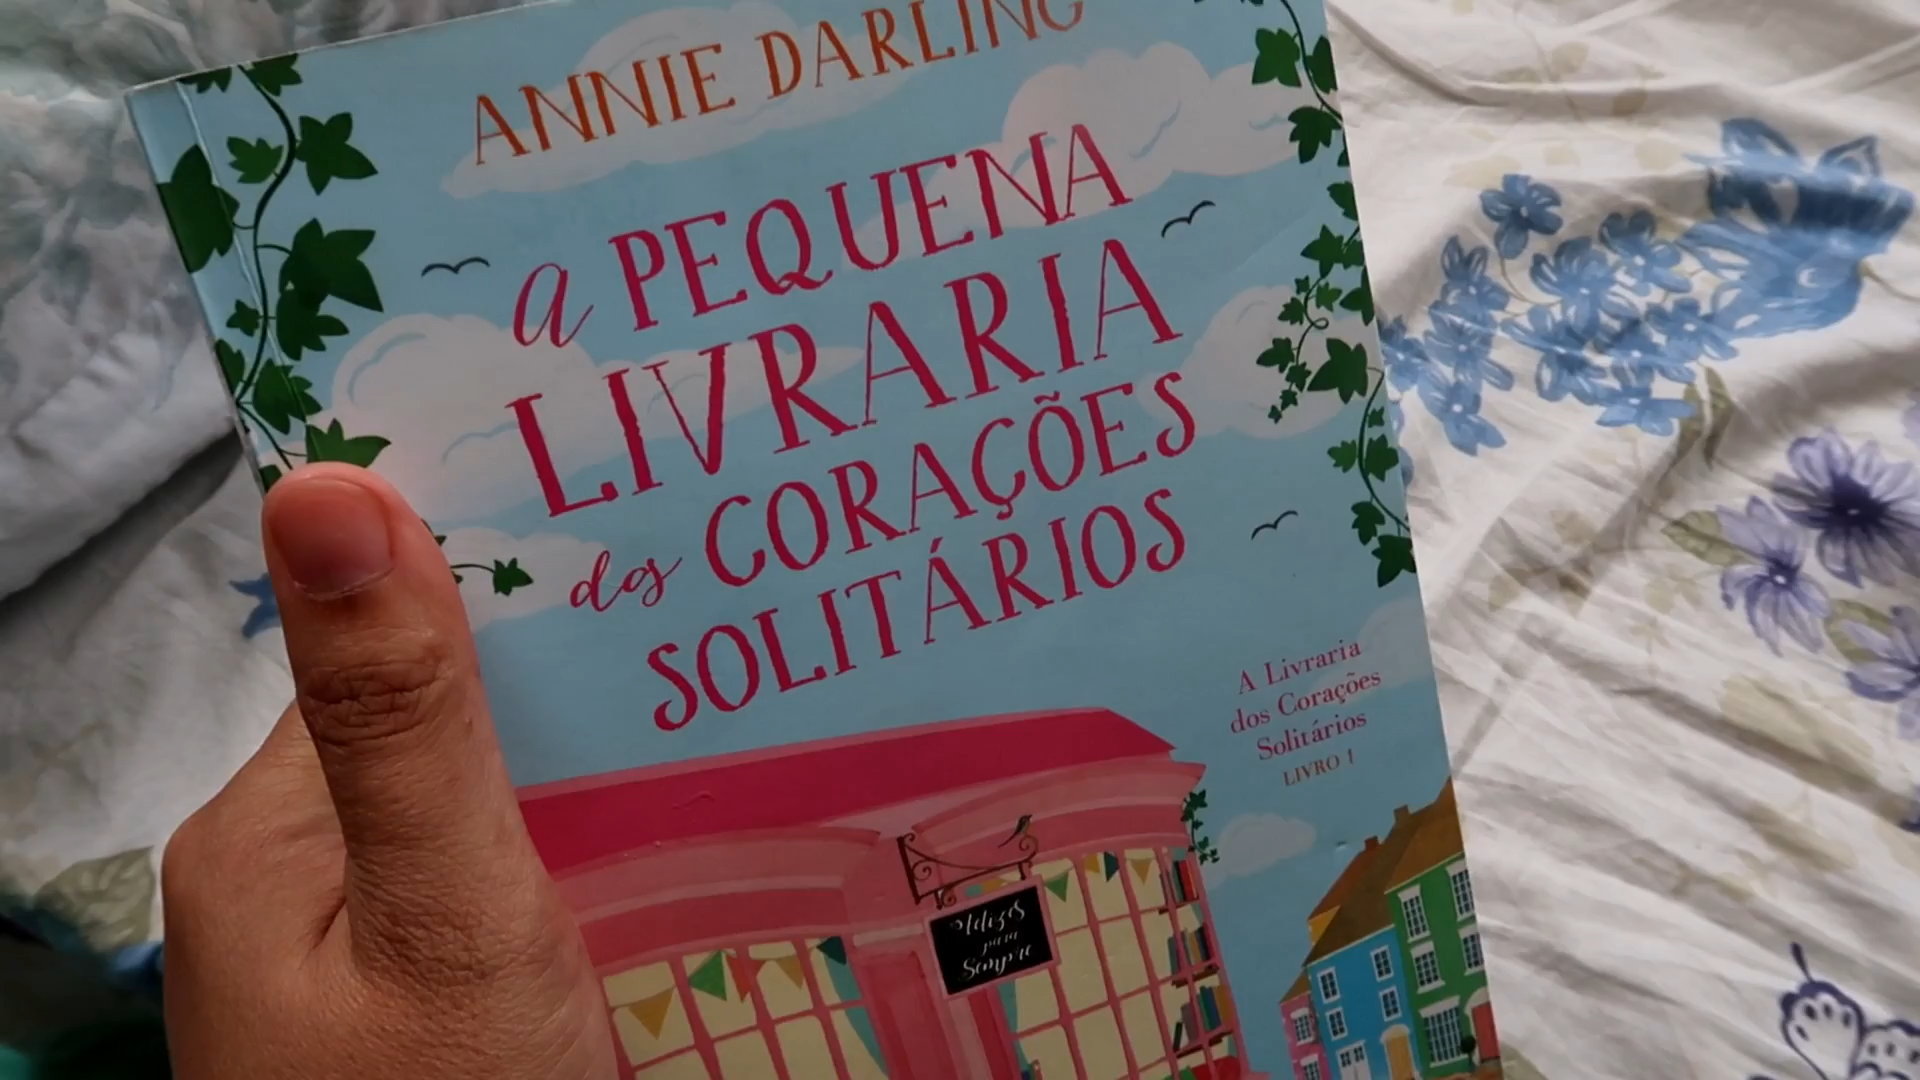 ANNIE DARLING
a PEQUENA
LIVRARIA
dos CORAÇÕES
SOLITÁRIOS
A Livraria
dos Corações
Solitários
LIVRO 1
Felizes
para
Sempre